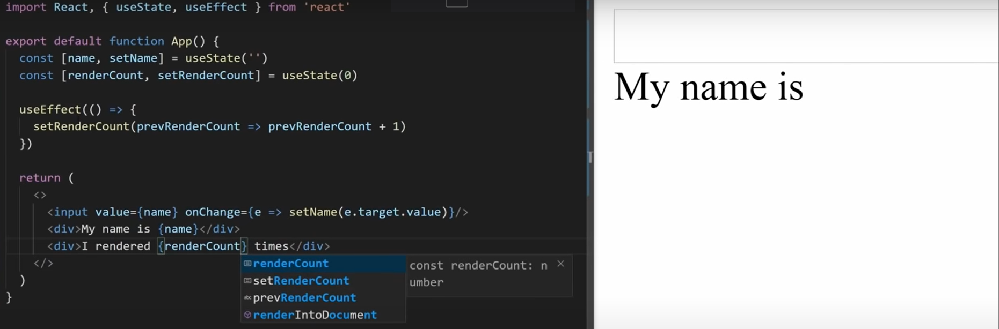 import React, { useState, useEffect } from 'react'
export default function App() {
const [name, setName] = useState('')
const [renderCount, setRenderCount] = useState(0)
useEffect(() => {
setRenderCount(prevRenderCount => prevRenderCount + 1)
})
return (
<>
<input value={name} onChange={e => setName(e.target.value)}/>
<div>My name is {name}</div>
<div>I rendered {renderCount} times</div>
</>
)
}
renderCount
setRenderCount
abc prevRenderCount
renderIntoDocument
const renderCount: n
umber
My name is